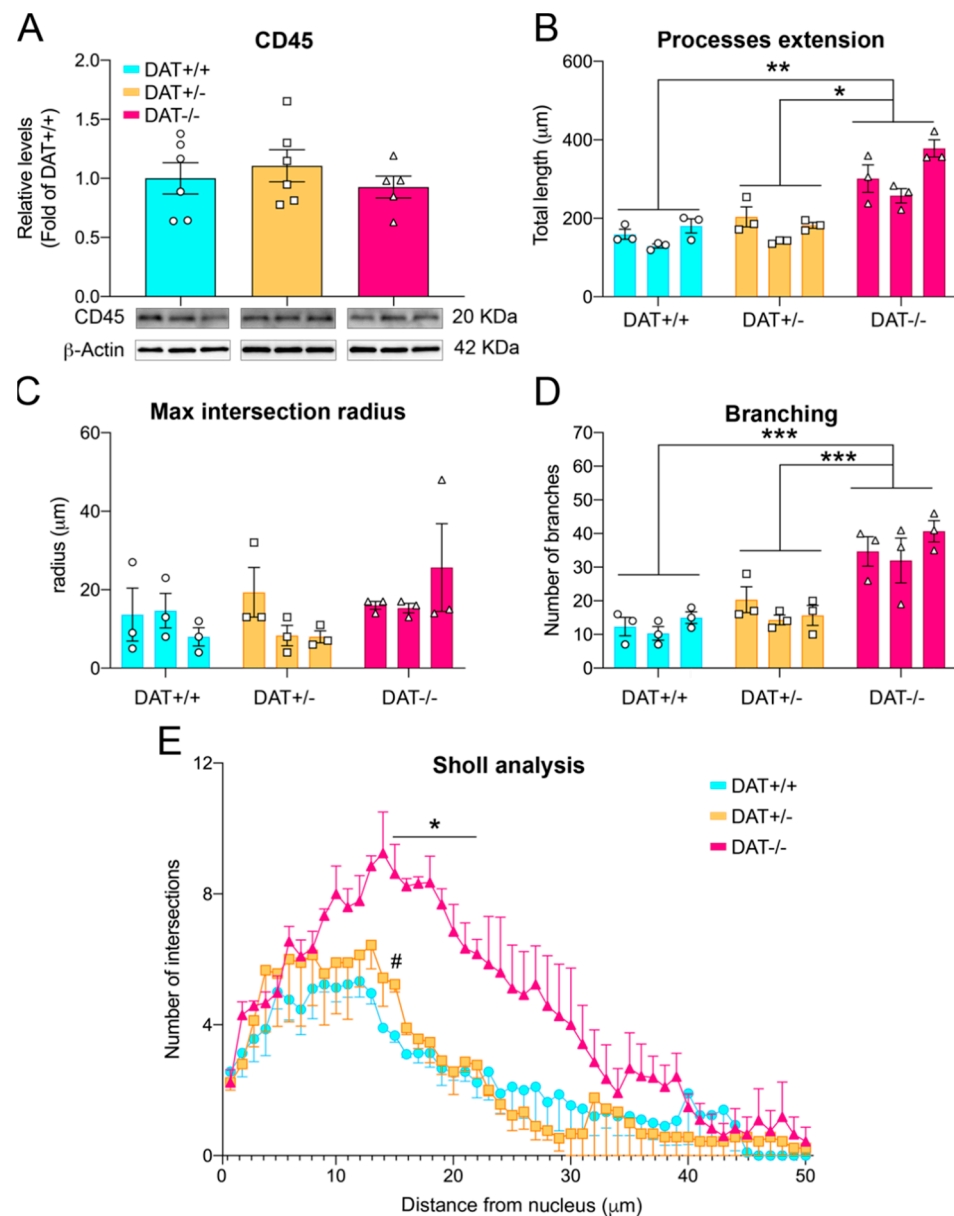 A
CD45
DAT+/+
DAT+/-
DAT-/-
Relative levels
(Fold of DAT+/+)
2.0
1.5
1.0
0.5
0.0
CD45
20 KDa
β-Actin
42 KDa
B
Processes extension
Total length (μm)
600
400
200
0
**
*
DAT+/+
DAT+/-
DAT-/-
C
Max intersection radius
radius (μm)
60
40
20
0
DAT+/+
DAT+/-
DAT-/-
D
Branching
Number of branches
70
60
50
40
30
20
10
0
***
***
DAT+/+
DAT+/-
DAT-/-
E
Sholl analysis
Number of intersections
12
8
4
0
*
#
DAT+/+
DAT+/-
DAT-/-
0 10 20 30 40 50
Distance from nucleus (μm)